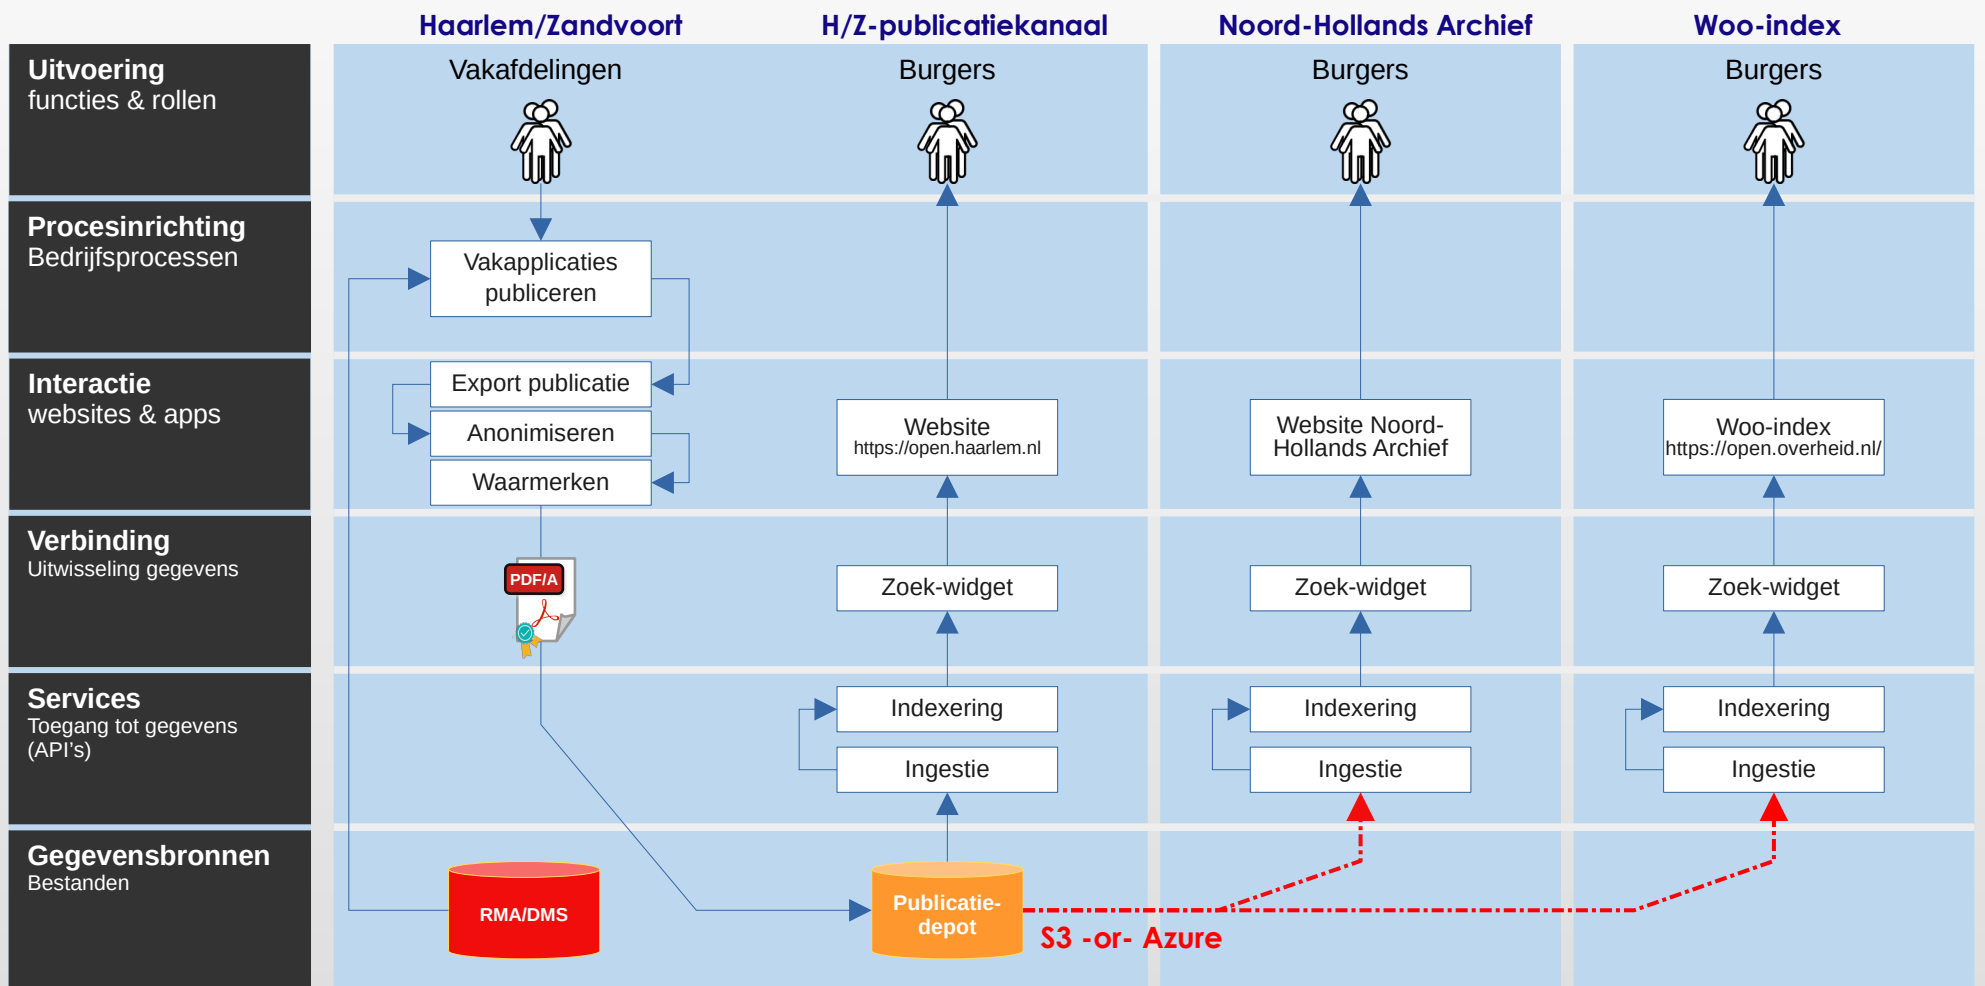 Haarlem/Zandvoort
H/Z-publicatiekanaal
Noord-Hollands Archief
Woo-index
Uitvoering
functies & rollen
Vakafdelingen
Burgers
Burgers
Burgers
Procesinrichting
Bedrijfsprocessen
Vakapplicaties
publiceren
Interactie
websites & apps
Export publicatie
Anonimiseren
Waarmerken
Website
https://open.haarlem.nl
Website Noord-
Hollands Archief
Woo-index
https://open.overheid.nl/
Verbinding
Uitwisseling gegevens
PDF/A
Zoek-widget
Zoek-widget
Zoek-widget
Services
Toegang tot gegevens
(API's)
Indexering
Ingestie
Indexering
Ingestie
Indexering
Ingestie
Gegevensbronnen
Bestanden
RMA/DMS
Publicatie-
depot
S3 -or- Azure